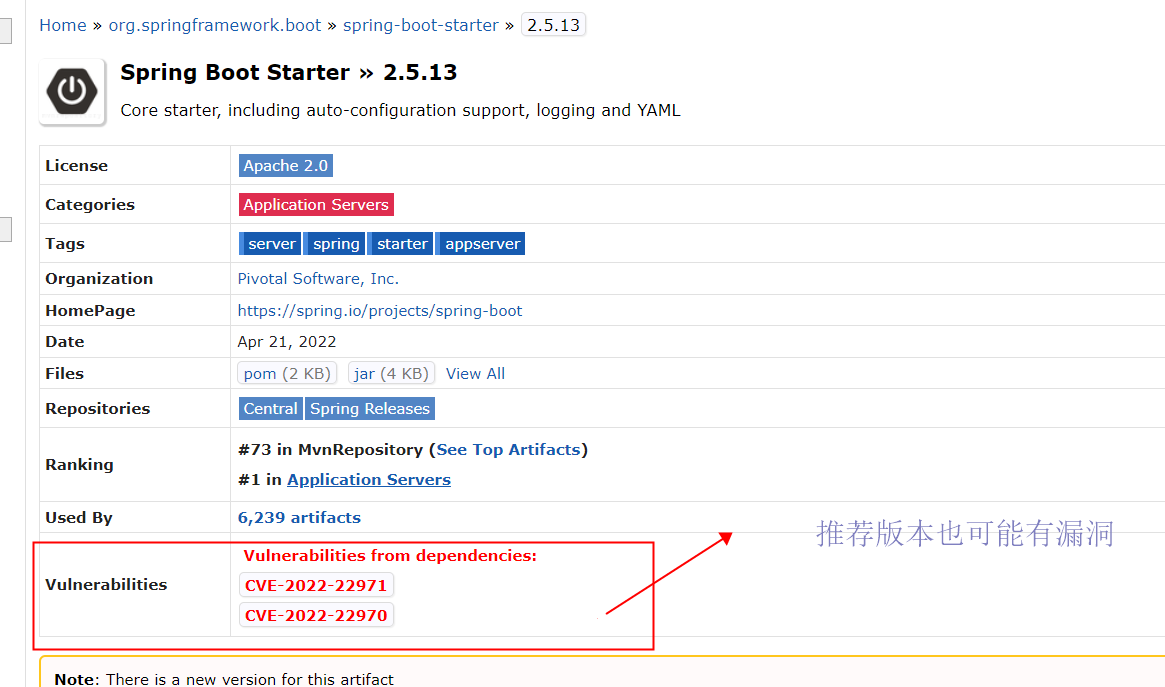 Home » org.springframework.boot » spring-boot-starter » 2.5.13
Spring Boot Starter » 2.5.13
Core starter, including auto-configuration support, logging and YAML
License Apache 2.0
Categories Application Servers
Tags server spring starter appserver
Organization Pivotal Software, Inc.
HomePage https://spring.io/projects/spring-boot
Date Apr 21, 2022
Files pom (2 KB) jar (4 KB) View All
Repositories Central Spring Releases
Ranking #73 in MvnRepository (See Top Artifacts)
#1 in Application Servers
Used By 6,239 artifacts
推荐版本也可能有漏洞
Vulnerabilities Vulnerabilities from dependencies:
CVE-2022-22971
CVE-2022-22970
Note: There is a new version for this artifact